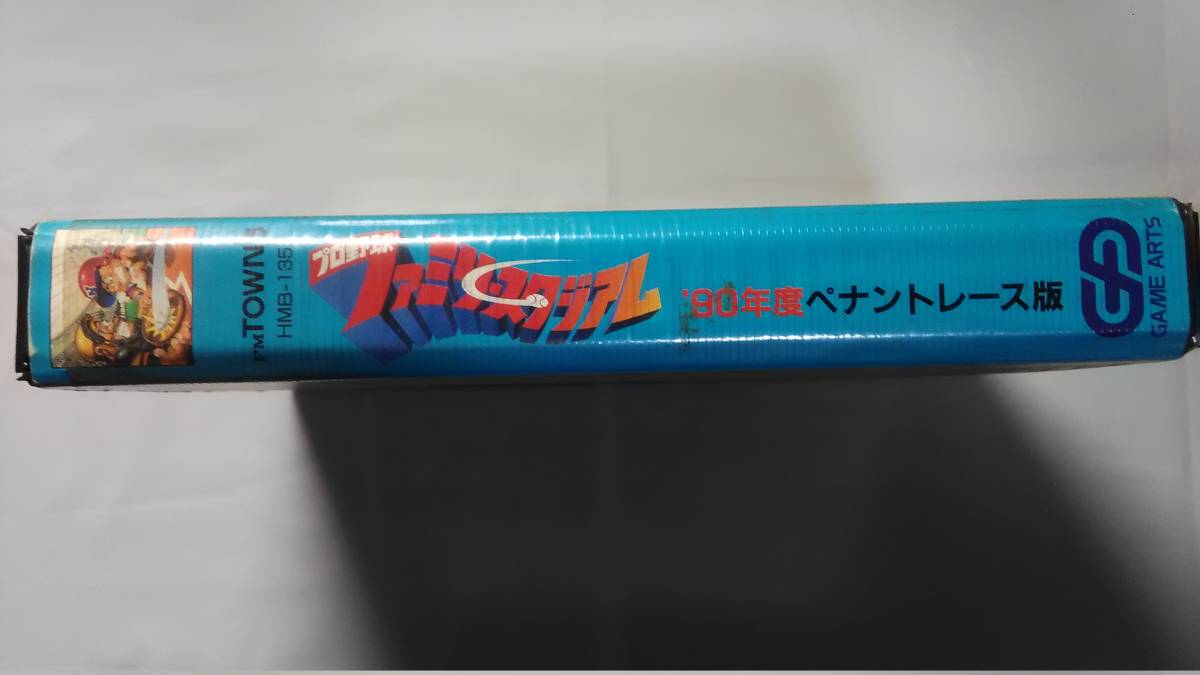 FM TOWNS
HMB-135
プロ野球
ファミリースタジアム
'90年度ペナントレース版
GAME ARTS